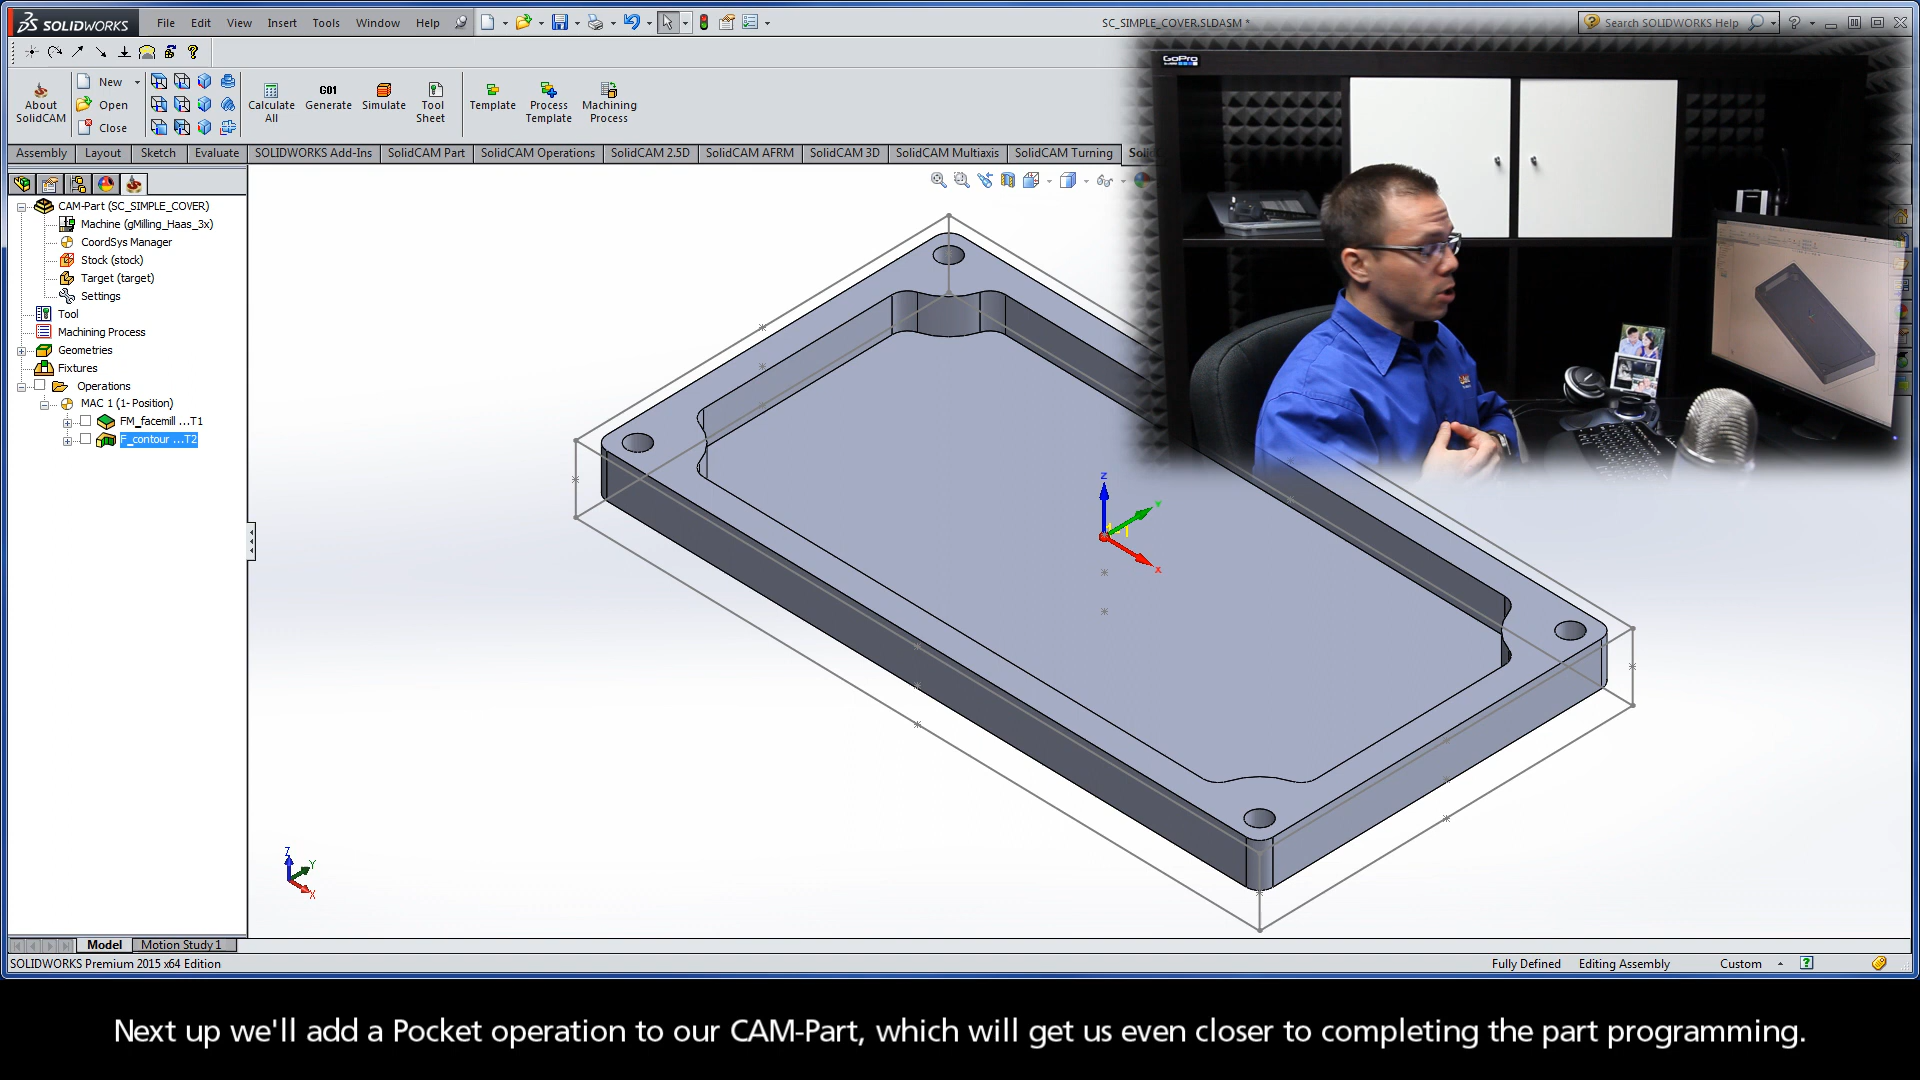 SOLIDWORKS
File Edit View Insert Tools Window Help
SC_SIMPLE_COVER.SLDASM *
Search SOLIDWORKS Help
GoPro
About SolidCAM
New
Open
Close
Calculate All
G01
Generate
Simulate
Tool Sheet
Template
Process Template
Machining Process
Assembly Layout Sketch Evaluate SOLIDWORKS Add-Ins SolidCAM Part SolidCAM Operations SolidCAM 2.5D SolidCAM AFRM SolidCAM 3D SolidCAM Multiaxis SolidCAM Turning
CAM-Part (SC_SIMPLE_COVER)
Machine (gMilling_Haas_3x)
CoordSys Manager
Stock (stock)
Target (target)
Settings
Tool
Machining Process
Geometries
Fixtures
Operations
MAC 1 (1- Position)
FM_facemill ...T1
F_contour ...T2
Z
Y
X
Z
Y
X
Model Motion Study 1
SOLIDWORKS Premium 2015 x64 Edition
Fully Defined Editing Assembly Custom
Next up we'll add a Pocket operation to our CAM-Part, which will get us even closer to completing the part programming.